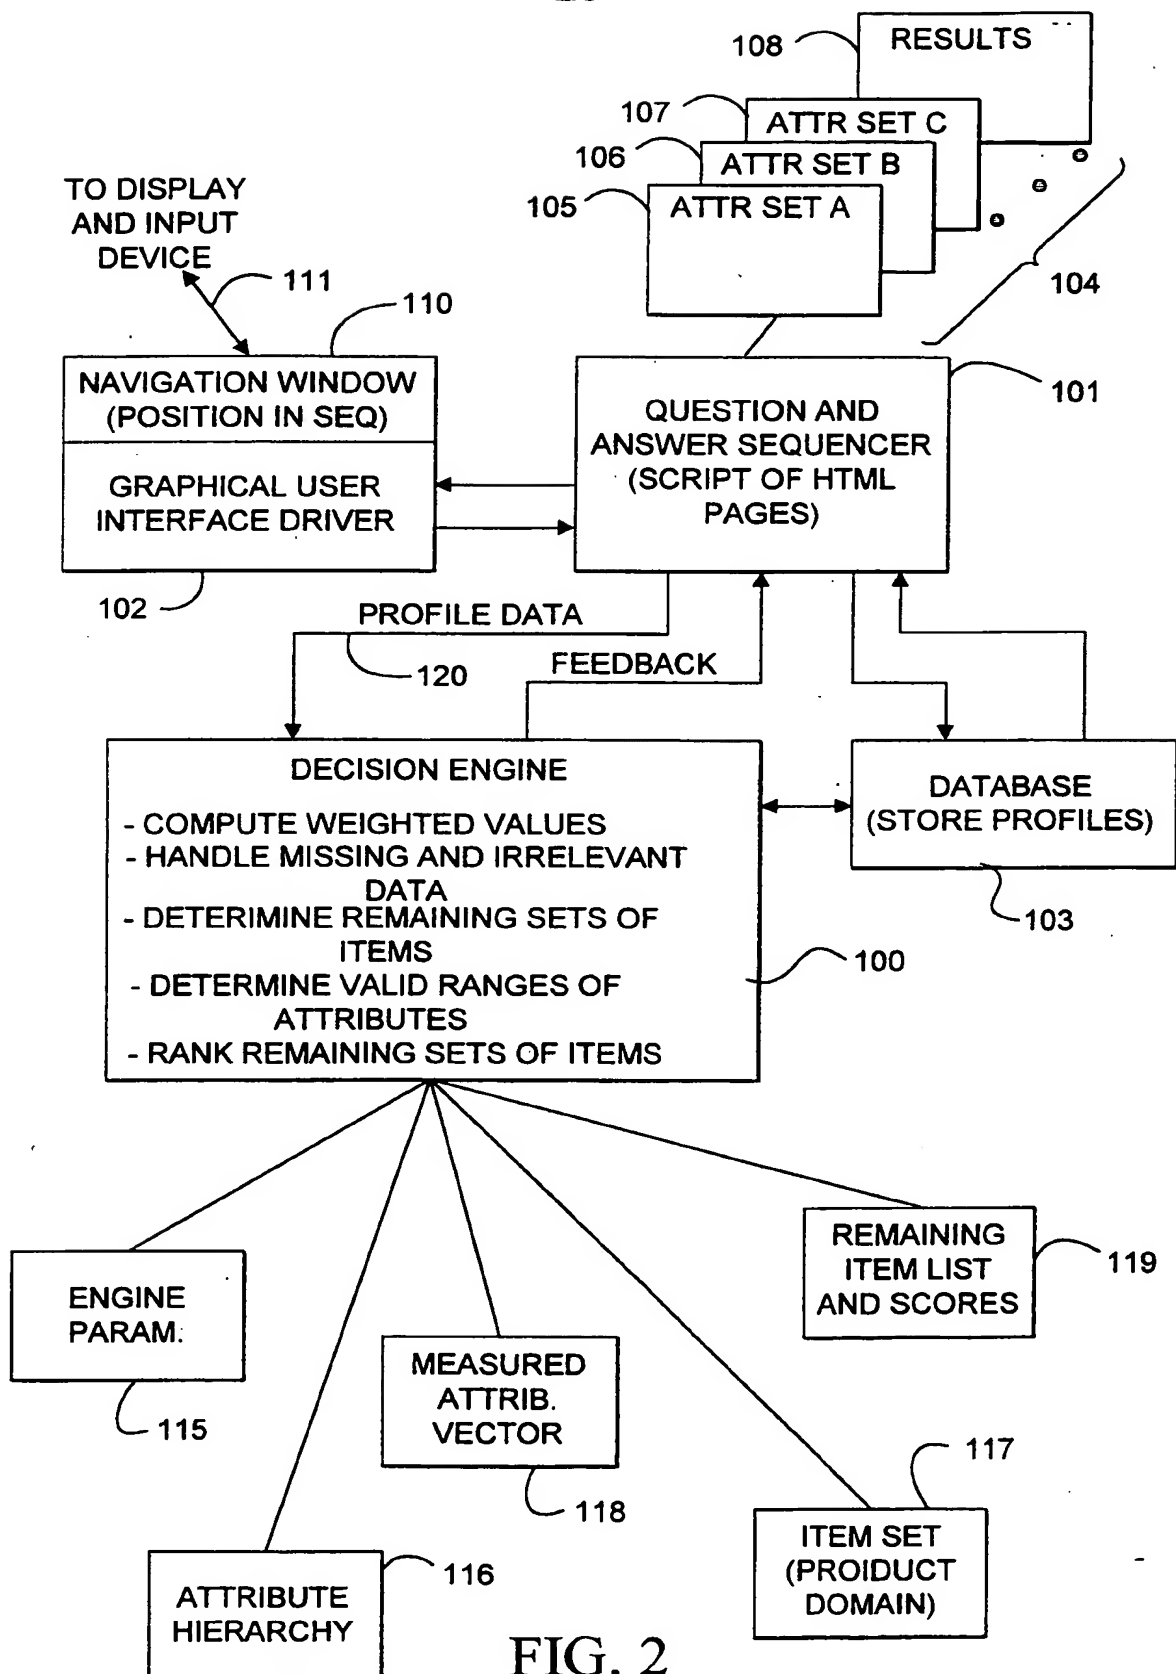 108
RESULTS
107
ATTR SET C
106
ATTR SET B
105
ATTR SET A
104
TO DISPLAY
AND INPUT
DEVICE
111
110
NAVIGATION WINDOW
(POSITION IN SEQ)
GRAPHICAL USER
INTERFACE DRIVER
102
QUESTION AND
ANSWER SEQUENCER
(SCRIPT OF HTML
PAGES)
101
PROFILE DATA
120
FEEDBACK
DECISION ENGINE
- COMPUTE WEIGHTED VALUES
- HANDLE MISSING AND IRRELEVANT
DATA
- DETERIMINE REMAINING SETS OF
ITEMS
- DETERMINE VALID RANGES OF
ATTRIBUTES
- RANK REMAINING SETS OF ITEMS
100
DATABASE
(STORE PROFILES)
103
ENGINE
PARAM.
115
ATTRIBUTE
HIERARCHY
116
MEASURED
ATTRIB.
VECTOR
118
REMAINING
ITEM LIST
AND SCORES
119
ITEM SET
(PROIDUCT
DOMAIN)
117
FIG. 2